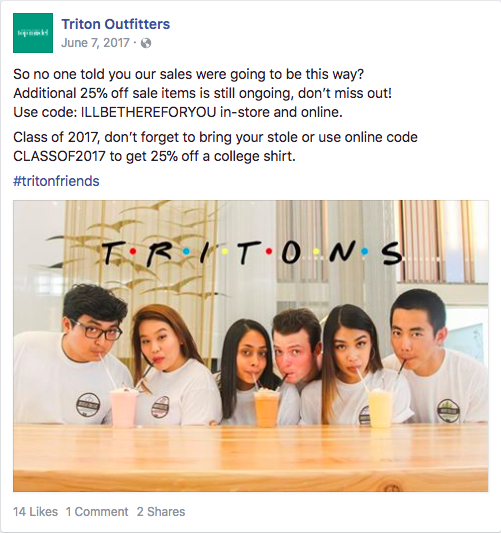 Triton Outfitters
June 7, 2017 ·
So no one told you our sales were going to be this way?
Additional 25% off sale items is still ongoing, don't miss out!
Use code: ILLBETHEREFORYOU in-store and online.
Class of 2017, don't forget to bring your stole or use online code
CLASSOF2017 to get 25% off a college shirt.
#tritonfriends
T•R•I•T•O•N•S
14 Likes 1 Comment 2 Shares